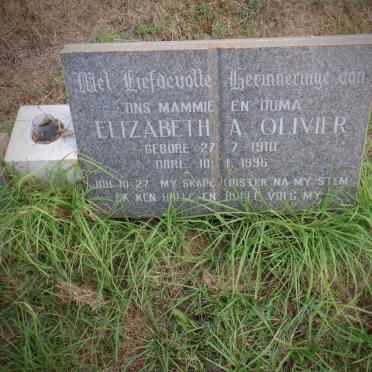 Met Liefdevolle Herinneringe van
ONS MAMMIE EN OUMA
ELIZABETH A. OLIVIER
GEBORE 27 7 1910
OORL. 10 1 1996
JOH. 10:27 MY SKAPE LUISTER NA MY STEM
EK KEN HULLE EN HULLE VOLG MY